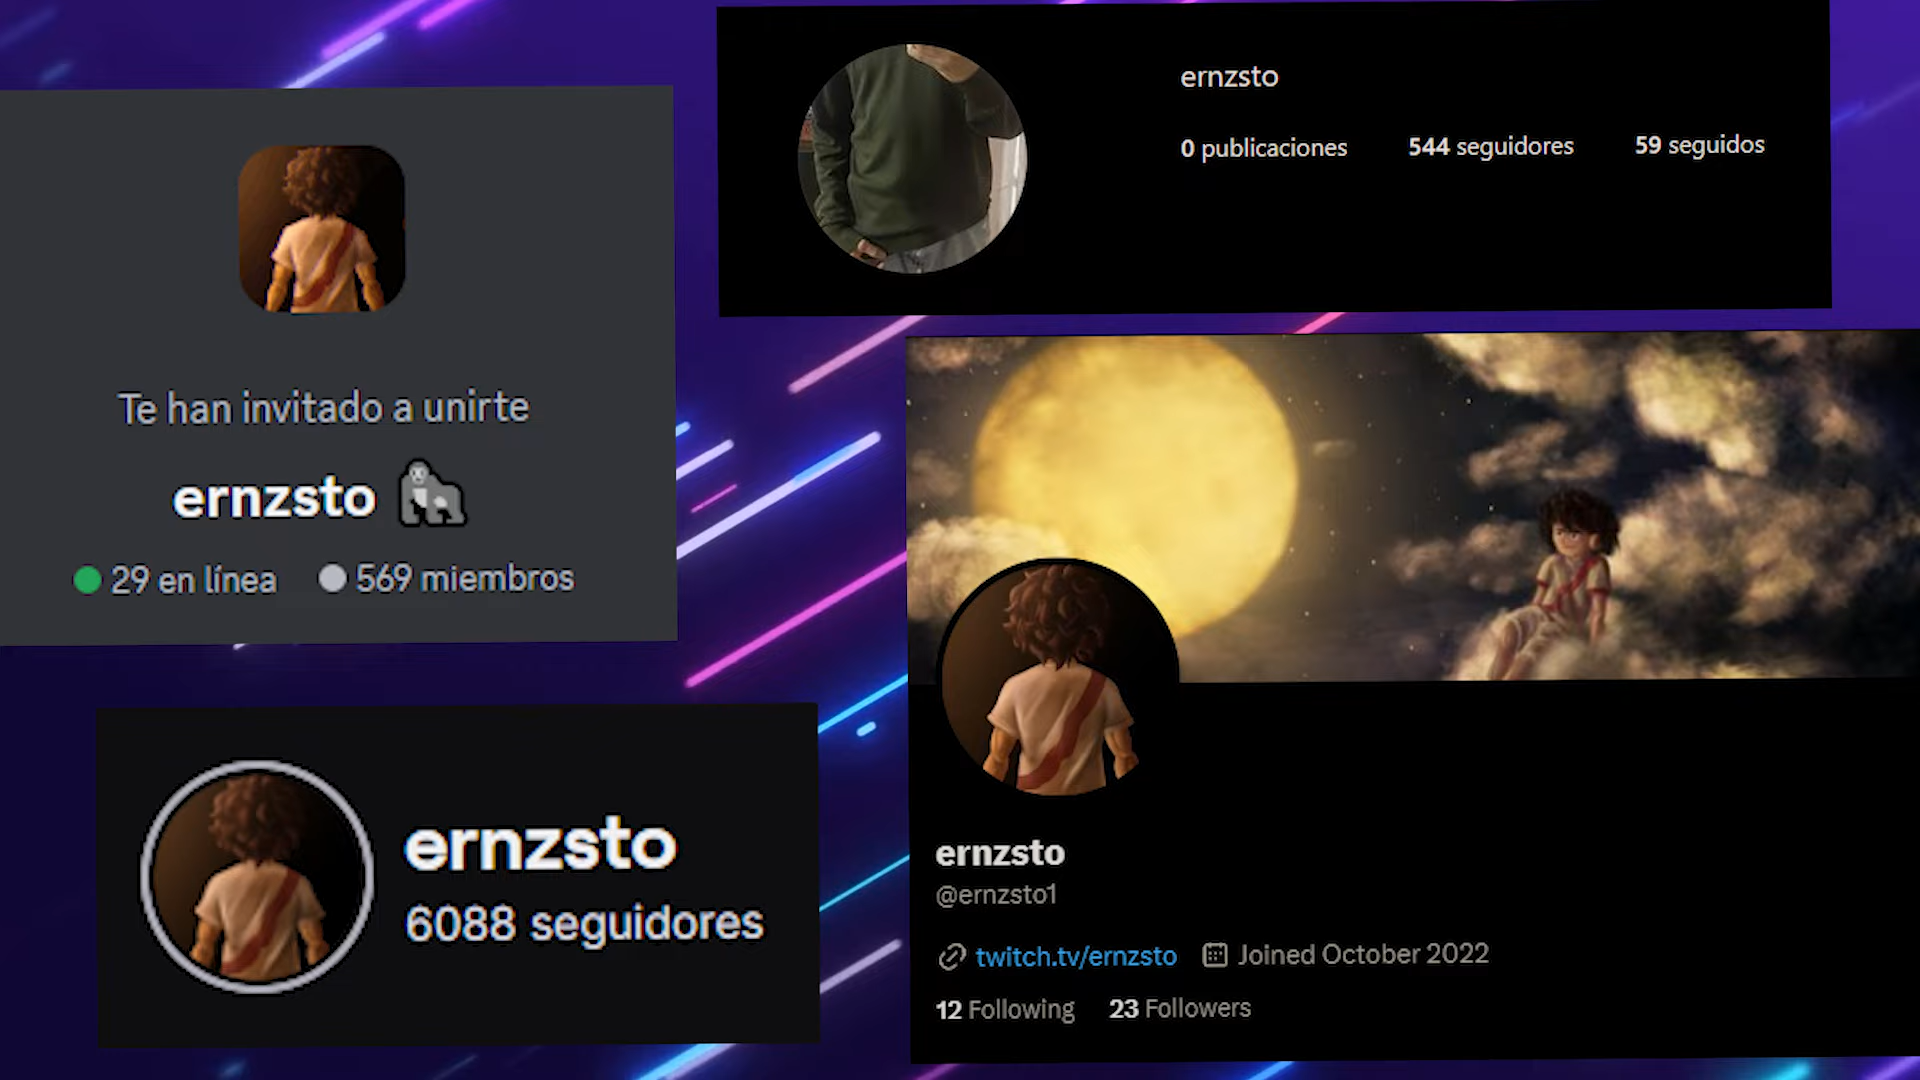 Te han invitado a unirte
ernzsto 🦍
29 en línea 569 miembros
ernzsto
0 publicaciones 544 seguidores 59 seguidos
ernzsto
6088 seguidores
ernzsto
@ernzsto1
twitch.tv/ernzsto Joined October 2022
12 Following 23 Followers